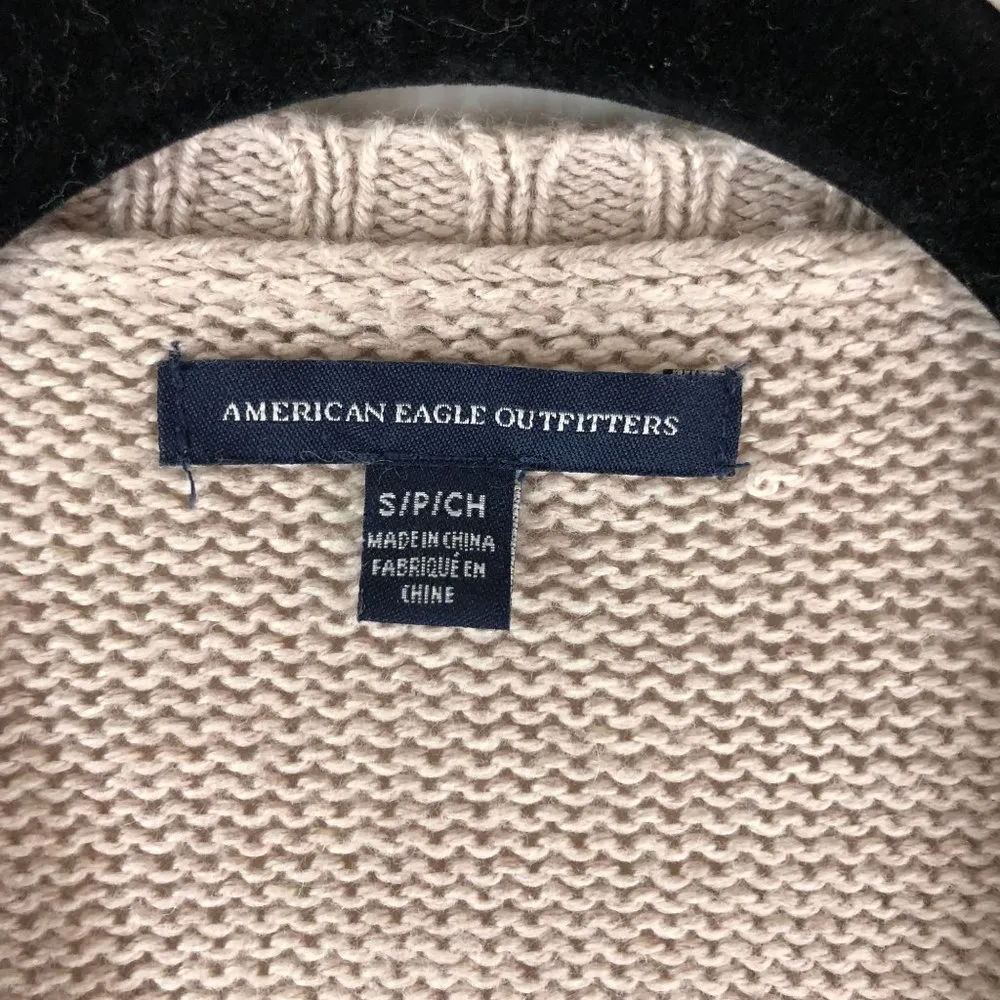 AMERICAN EAGLE OUTFITTERS
S/P/CH
MADE IN CHINA
FABRIQUÉ EN
CHINE